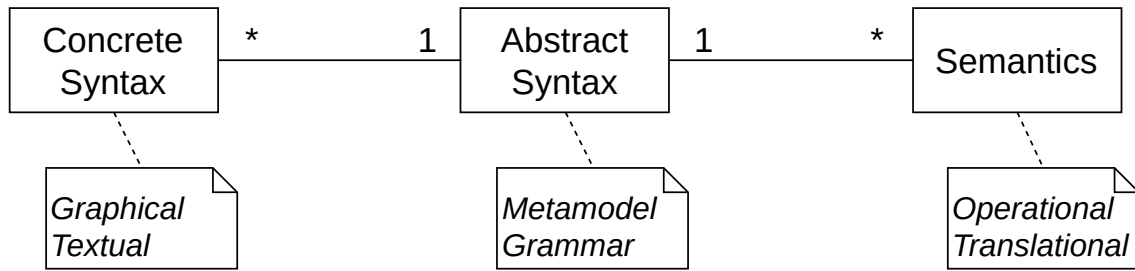 Concrete
Syntax
*
1
Abstract
Syntax
1
*
Semantics
Graphical
Textual
Metamodel
Grammar
Operational
Translational